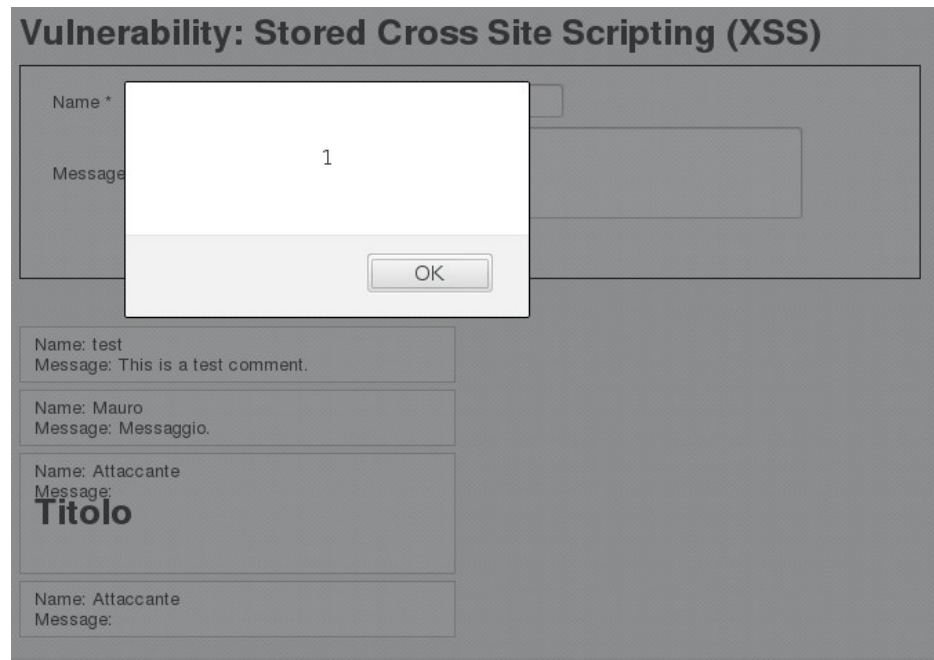 Vulnerability: Stored Cross Site Scripting (XSS)
Name *
Message
1
OK
Name: test
Message: This is a test comment.
Name: Mauro
Message: Messaggio.
Name: Attaccante
Message:
Titolo
Name: Attaccante
Message: